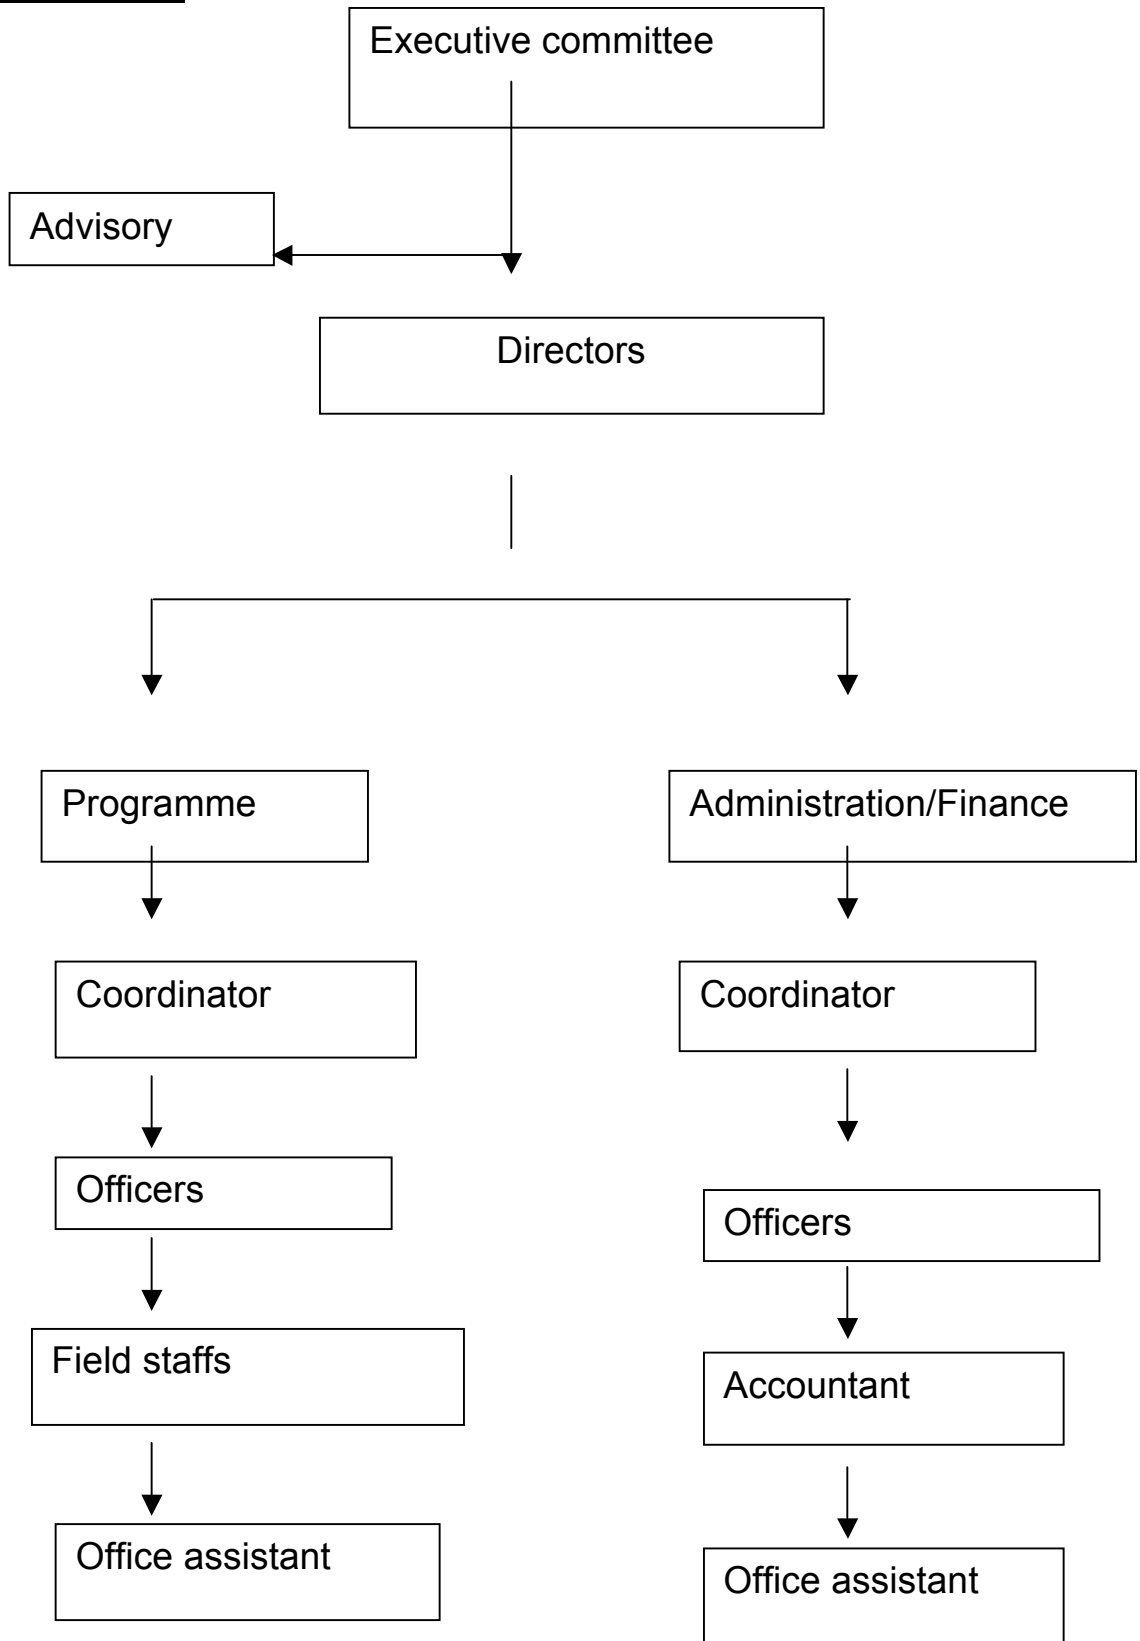 Executive committee
Advisory
Directors
Programme
Administration/Finance
Coordinator
Coordinator
Officers
Officers
Field staffs
Accountant
Office assistant
Office assistant